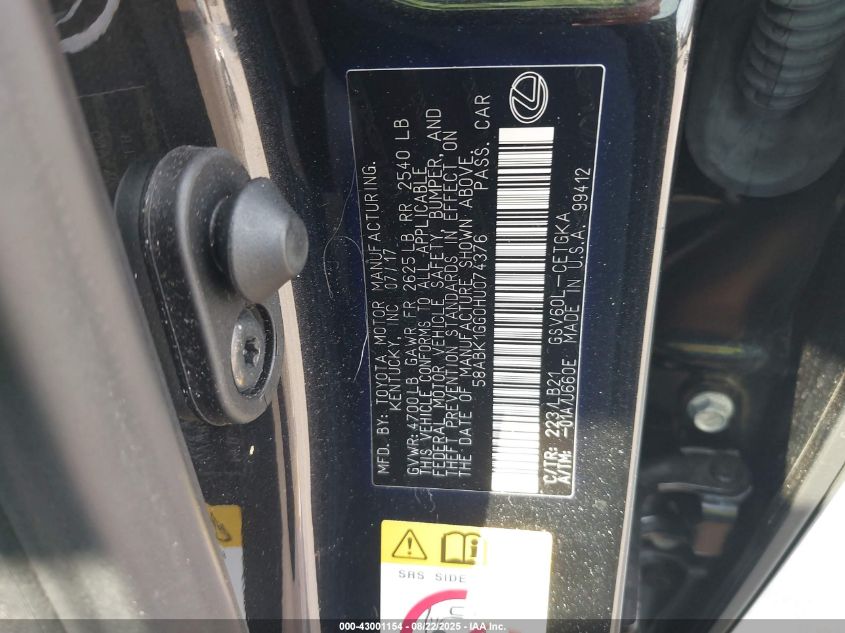 MFD. BY: TOYOTA MOTOR MANUFACTURING.
KENTUCKY, INC 07/17
GVWR:4700LB GAWR FR 2625LB RR 2540 LB
THIS VEHICLE CONFORMS TO ALL APPLICABLE
FEDERAL MOTOR VEHICLE SAFETY, BUMPER, AND
THEFT PREVENTION STANDARDS IN EFFECT ON
THE DATE OF MANUFACTURE SHOWN ABOVE.
58ABK1GG0HU074376 PASS. CAR
C/TR: 223/LB21 GSV60L-CETGKA
A/TM: -01A/U660E MADE IN U.S.A. 99412
SRS SIDE
000-43001154 - 08/22/2025 - IAA Inc.